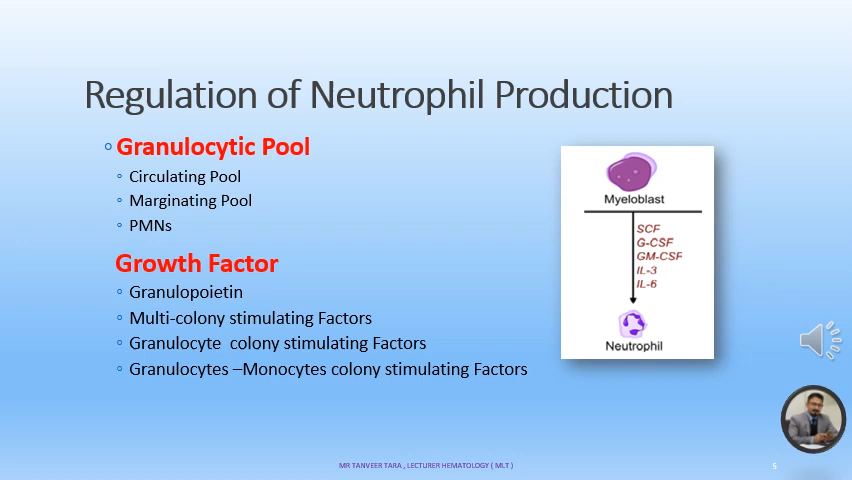 Regulation of Neutrophil Production
Granulocytic Pool
Circulating Pool
Marginating Pool
PMNs
Growth Factor
Granulopoietin
Multi-colony stimulating Factors
Granulocyte colony stimulating Factors
Granulocytes –Monocytes colony stimulating Factors
Myeloblast
SCF
G-CSF
GM-CSF
IL-3
IL-6
Neutrophil
MR TANVEER TARA , LECTURER HEMATOLOGY ( MLT )
5